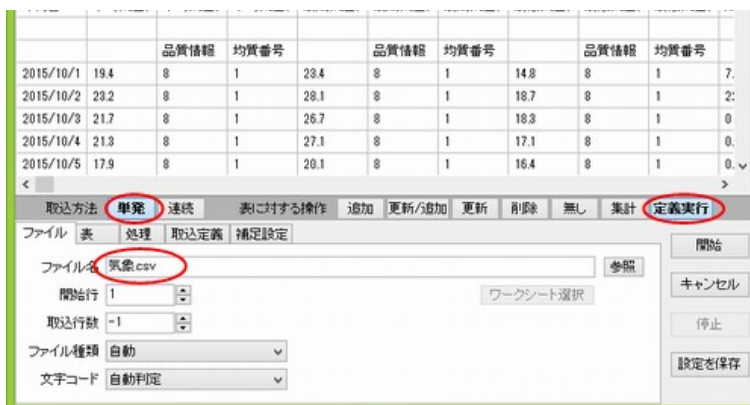 品質情報 均質番号 品質情報 均質番号 品質情報 均質番号
2015/10/1 19.4 8 1 23.4 8 1 14.8 8 1 7.
2015/10/2 23.2 8 1 28.1 8 1 18.7 8 1
2015/10/3 21.7 8 1 26.7 8 1 18.3 8 1 0
2015/10/4 21.3 8 1 27.1 8 1 17.1 8 1 0.
2015/10/5 17.9 8 1 20.1 8 1 16.4 8 1 0.
取込方法 単発 連続 表に対する操作 追加 更新/追加 更新 削除 無し 集計 定義実行
ファイル 表 処理 取込定義 補足設定
開始
ファイル名 気象.csv 参照
キャンセル
開始行 1 ワークシート選択
取込行数 -1
停止
ファイル種類 自動
設定を保存
文字コード 自動判定